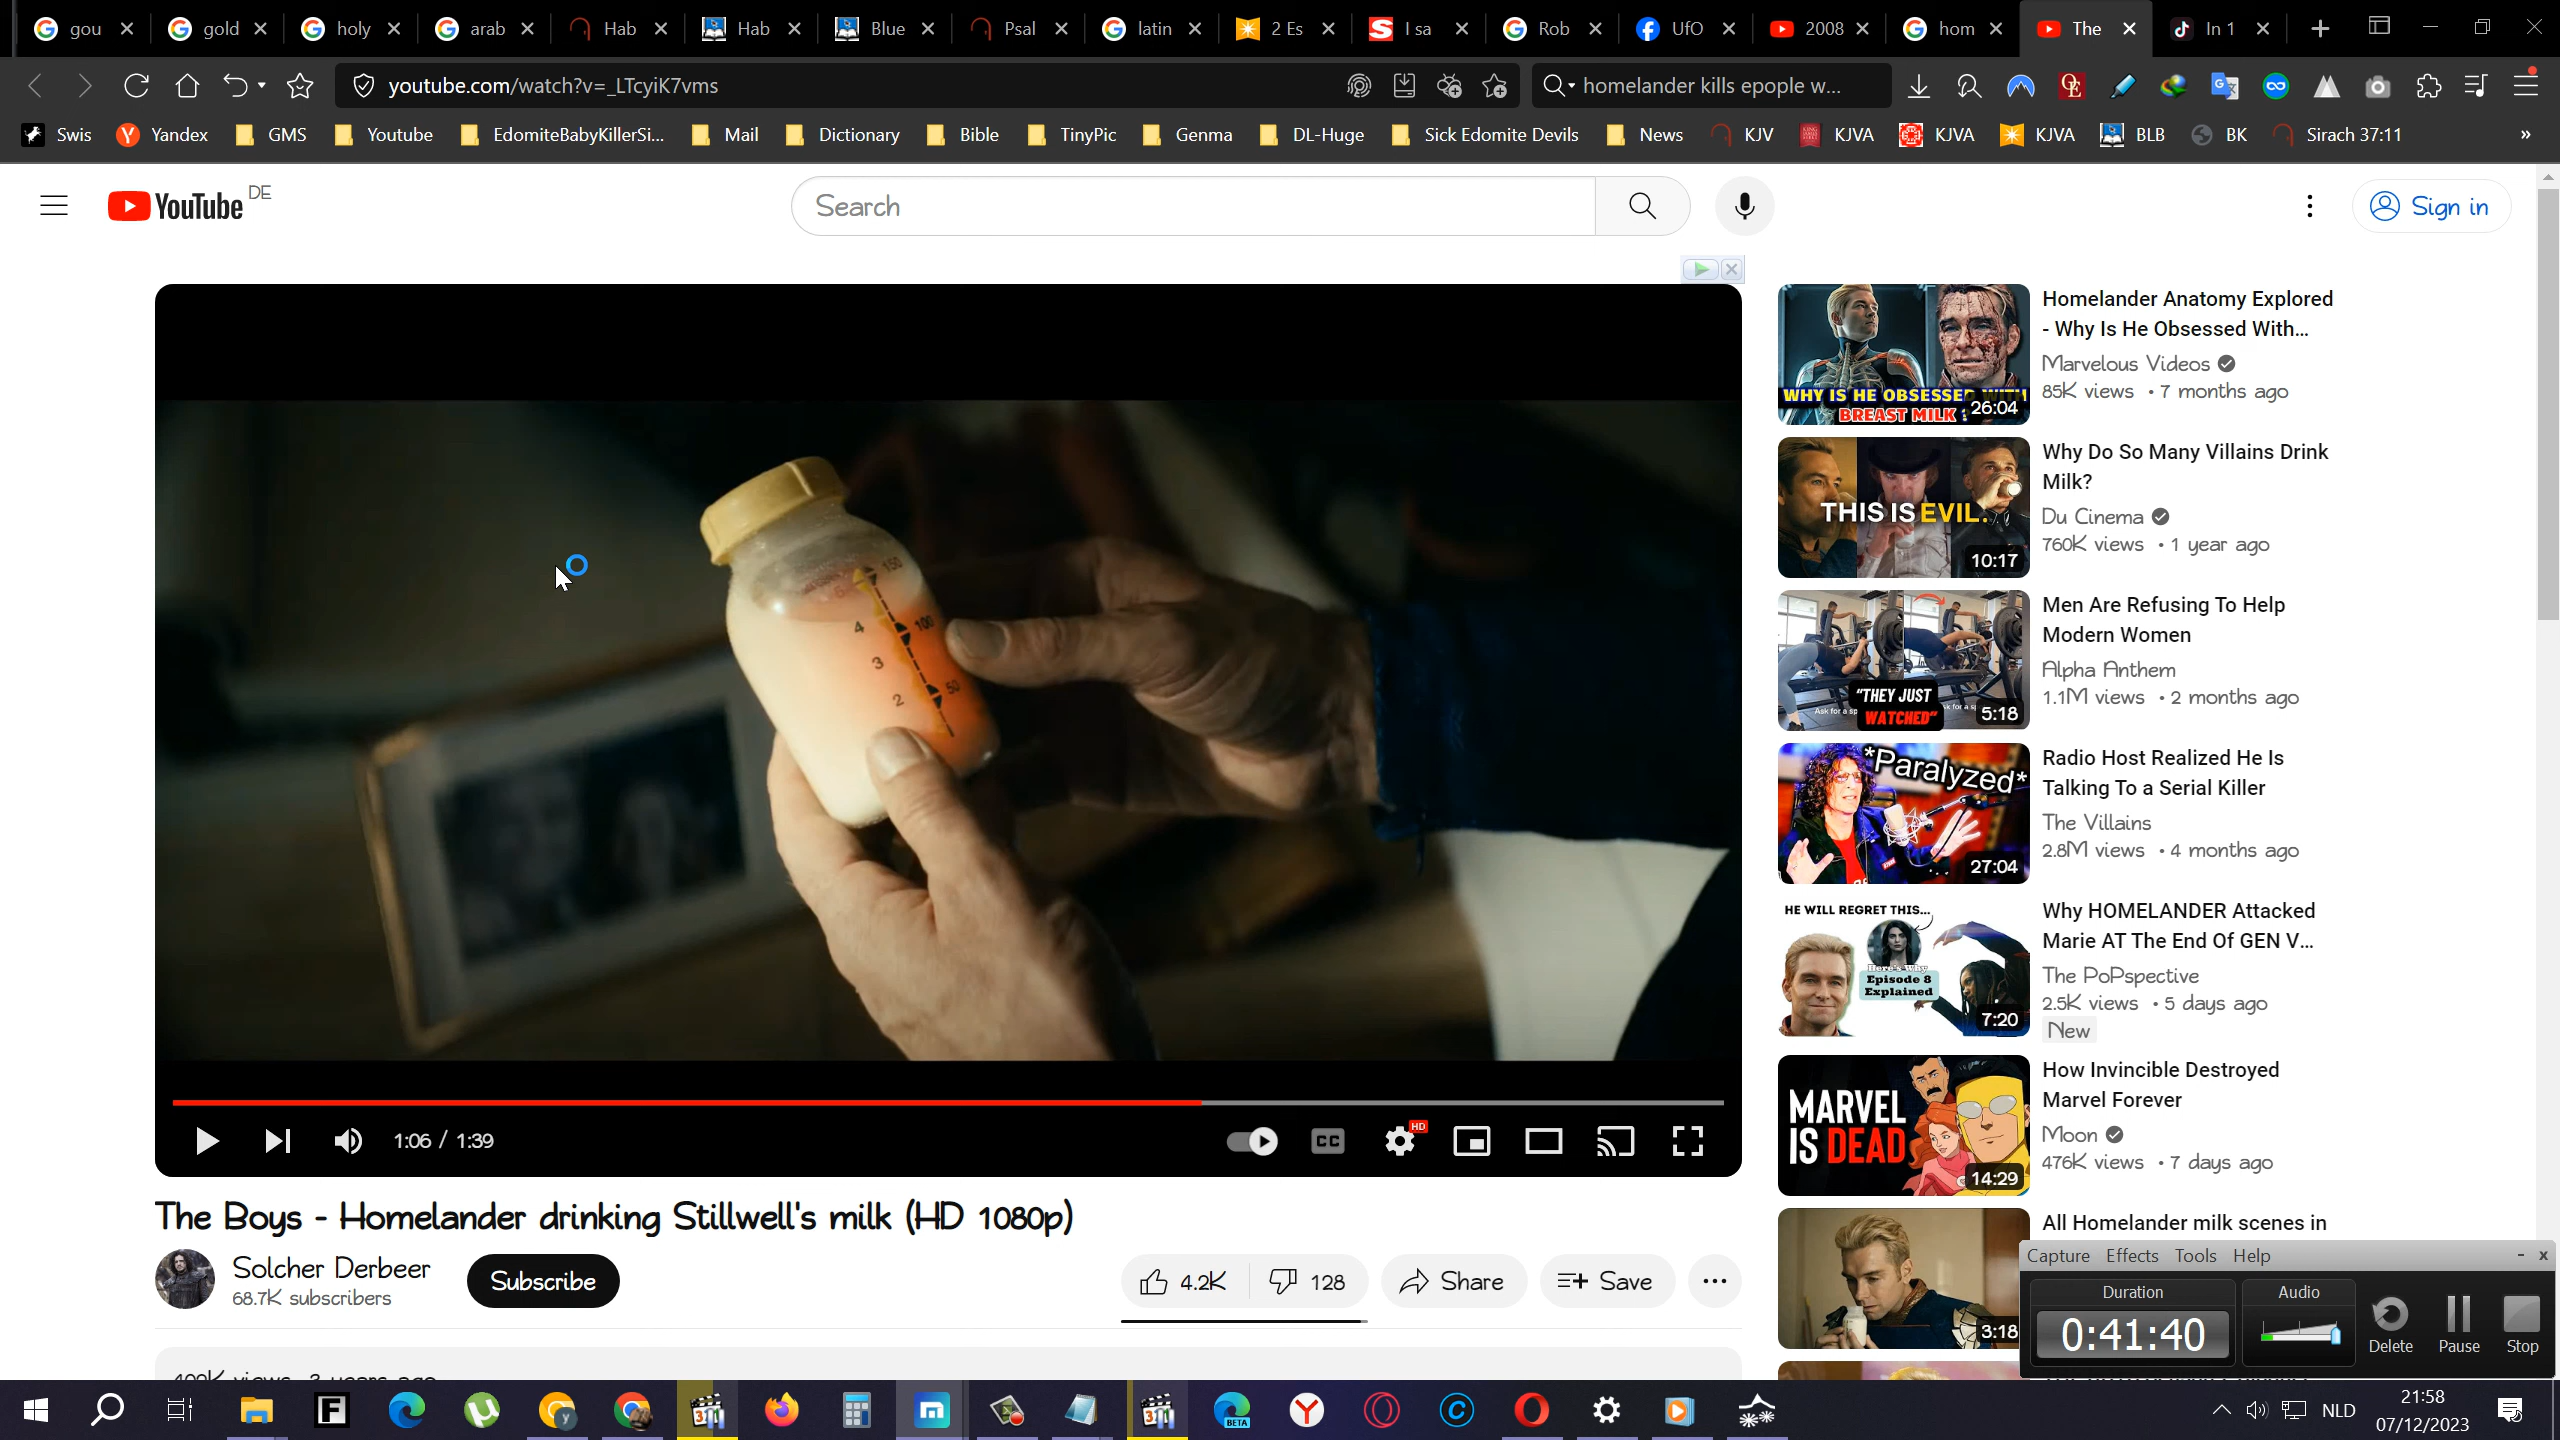 gou
gold
holy
arab
Hab
Hab
Blue
Psal
latin
2 Es
I sa
Rob
UfO
2008
hom
The
In 1
youtube.com/watch?v=_LTcyiK7vms
homelander kills epople w...
Swis
Yandex
GMS
Youtube
EdomiteBabyKillerSi...
Mail
Dictionary
Bible
TinyPic
Genma
DL-Huge
Sick Edomite Devils
News
KJV
KJVA
KJVA
KJVA
BLB
BK
Sirach 37:11
»
YouTube DE
Search
Sign in
150
4 100
3
2 50
1:06 / 1:39
CC
HD
The Boys - Homelander drinking Stillwell's milk (HD 1080p)
Solcher Derbeer
68.7K subscribers
Subscribe
4.2K
128
Share
Save
WHY IS HE OBSESSED WITH
BREAST MILK ?
26:04
Homelander Anatomy Explored
- Why Is He Obsessed With...
Marvelous Videos
85K views • 7 months ago
THIS IS EVIL.
10:17
Why Do So Many Villains Drink
Milk?
Du Cinema
760K views • 1 year ago
"THEY JUST
WATCHED"
5:18
Men Are Refusing To Help
Modern Women
Alpha Anthem
1.1M views • 2 months ago
*Paralyzed*
27:04
Radio Host Realized He Is
Talking To a Serial Killer
The Villains
2.8M views • 4 months ago
HE WILL REGRET THIS...
Here's Why
Episode 8
Explained
7:20
Why HOMELANDER Attacked
Marie AT The End Of GEN V...
The PoPspective
2.5K views • 5 days ago
New
MARVEL
IS DEAD
14:29
How Invincible Destroyed
Marvel Forever
Moon
476K views • 7 days ago
3:18
All Homelander milk scenes in
Capture Effects Tools Help
Duration
0:41:40
Audio
Delete
Pause
Stop
BETA
NLD
21:58
07/12/2023